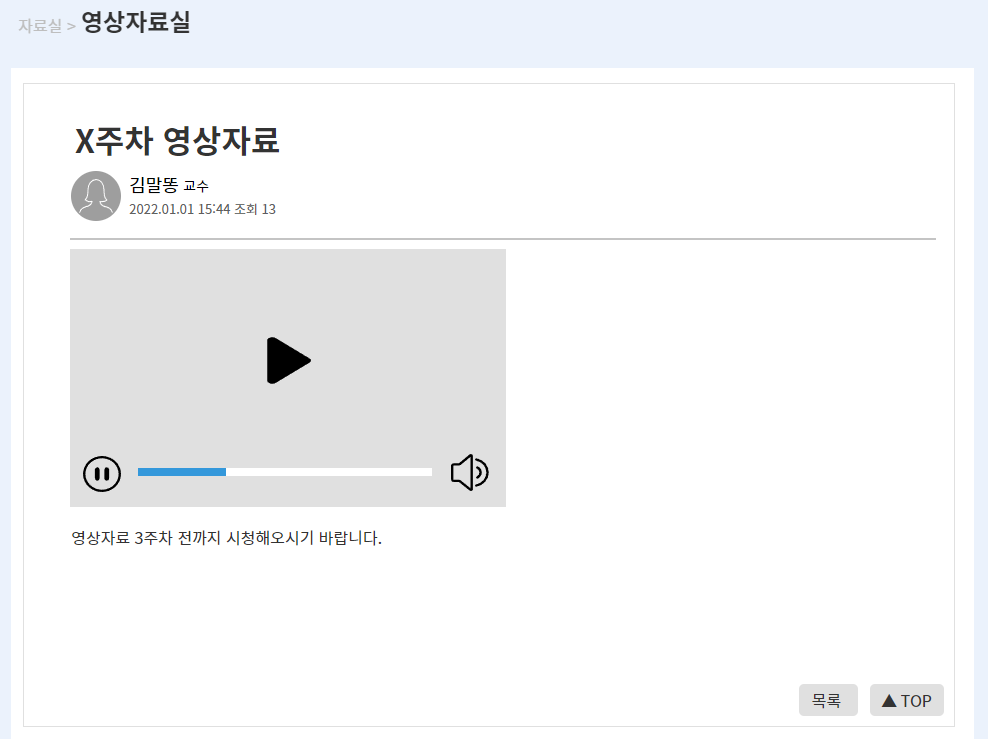 자료실 > 영상자료실
X주차 영상자료
김말똥 교수
2022.01.01 15:44 조회 13
영상자료 3주차 전까지 시청해오시기 바랍니다.
목록 ▲ TOP